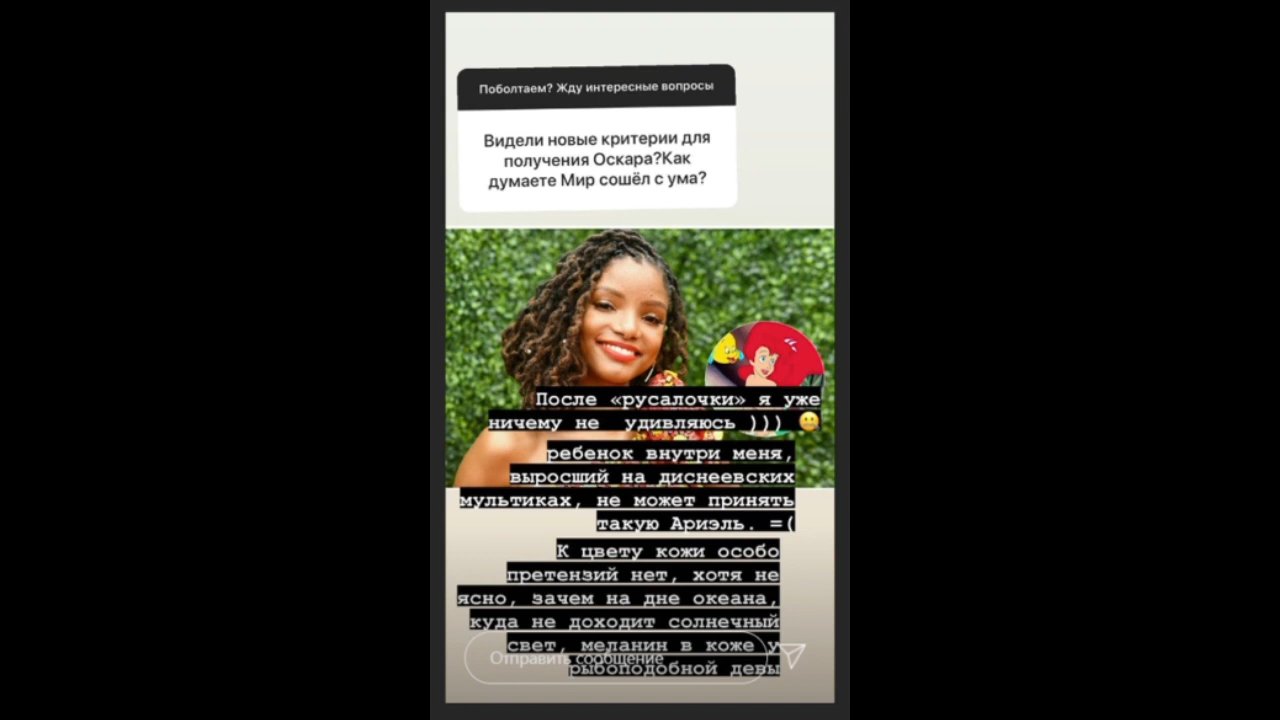 Поболтаем? Жду интересные вопросы
Видели новые критерии для
получения Оскара?Как
думаете Мир сошёл с ума?
После «русалочки» я уже
ничему не удивляюсь ))) 😬
ребенок внутри меня,
выросший на диснеевских
мультиках, не может принять
такую Ариэль. =(
К цвету кожи особо
претензий нет, хотя не
ясно, зачем на дне океана,
куда не доходит солнечный
свет, меланин в коже у
Отправить сообщение
рыбоподобной девы